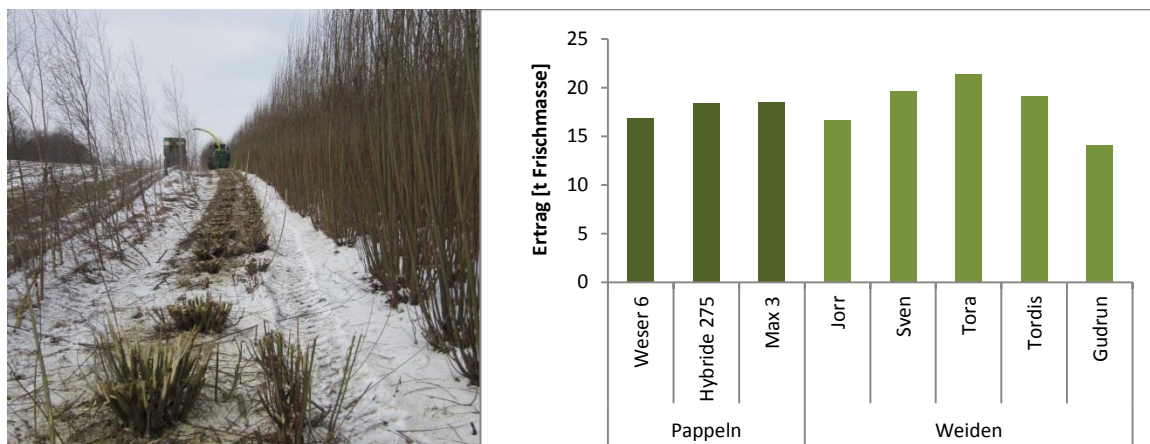 Ertrag [t Frischmasse]
25
20
15
10
5
0
Weser 6
Hybride 275
Max 3
Jorr
Sven
Tora
Tordis
Gudrun
Pappeln
Weiden